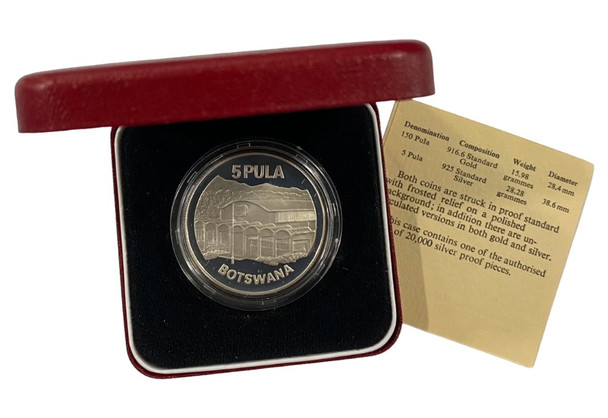 5 PULA
BOTSWANA
Denomination Composition Weight Diameter
150 Pula 916.6 Standard Gold 15.98 grammes 28.4 mm
5 Pula 925 Standard Silver 28.28 grammes 38.6 mm
Both coins are struck in proof standard
with frosted relief on a polished
background; in addition there are un-
culated versions in both gold and silver.
his case contains one of the authorised
of 20,000 silver proof pieces.